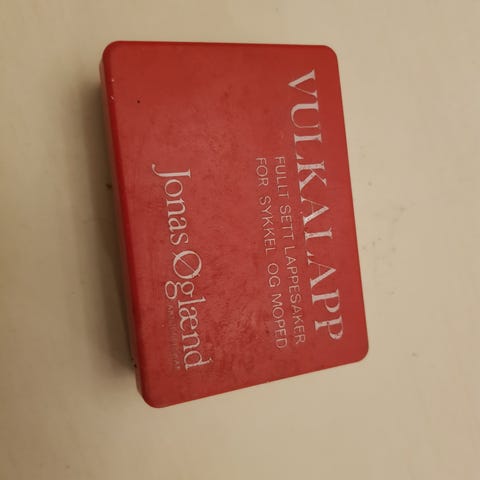 VULKALAPP
FULLT SETT LAPPESAKER
FOR SYKKEL OG MOPED
Jonas Øglænd